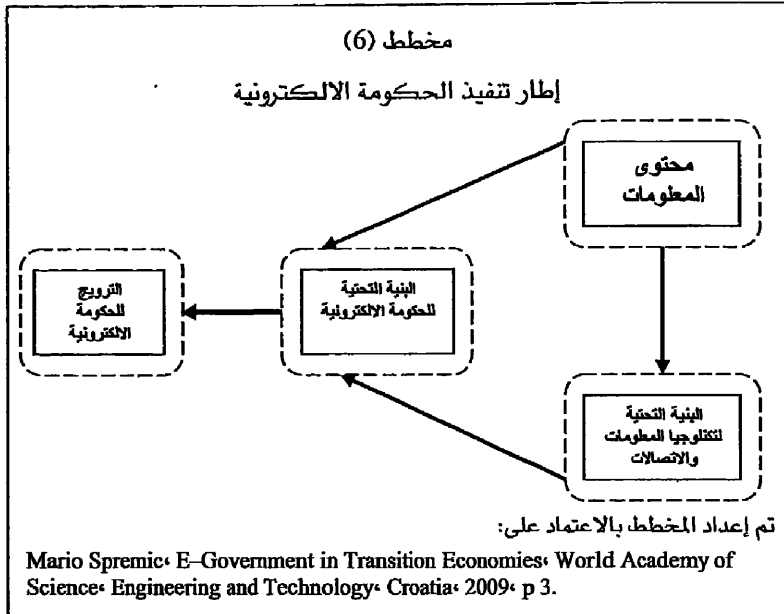 مخطط (6)
إطار تنفيذ الحكومة الالكترونية
محتوى
المعلومات
البنية التحتية
للحكومة الالكترونية
الترويج
للحكومة
الالكترونية
البنية التحتية
لتكنلوجيا المعلومات
والاتصالات
تم إعداد المخطط بالاعتماد على:
Mario Spremic، E–Government in Transition Economies، World Academy of
Science، Engineering and Technology، Croatia، 2009، p 3.